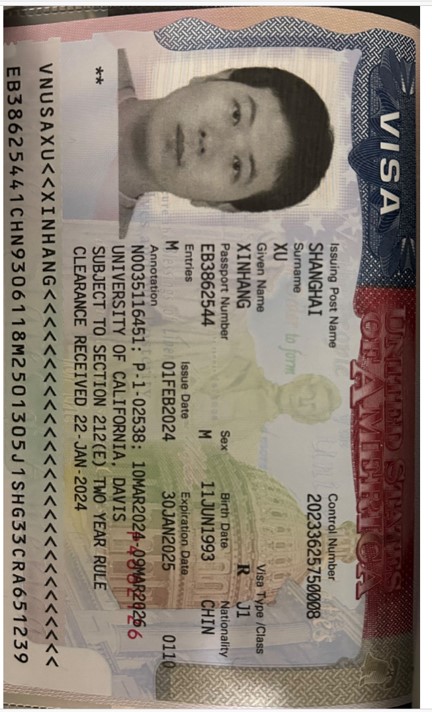 VISA
UNITED STATES
OF AMERICA
Issuing Post Name
SHANGHAI
Control Number
20233625750008
Surname
XU
Given Name
XINHANG
Visa Type /Class
R J1
Passport Number
EB3862544
Sex
M
Birth Date
11JUN1993
Nationality
CHIN
Entries
M
Issue Date
01FEB2024
Expiration Date
30JAN2025
0110
Annotation
N0035116451: P-1-02538: 10MAR2024-09MAR2026
UNIVERSITY OF CALIFORNIA, DAVIS
SUBJECT TO SECTION 212(E) TWO YEAR RULE
CLEARANCE RECEIVED 22-JAN-2024
**
VNUSAXU<<XINHANG<<<<<<<<<<<<<<<<<<<<<<<<<<<<
EB38625441CHN9306118M2501305J1SHG33CRA651239